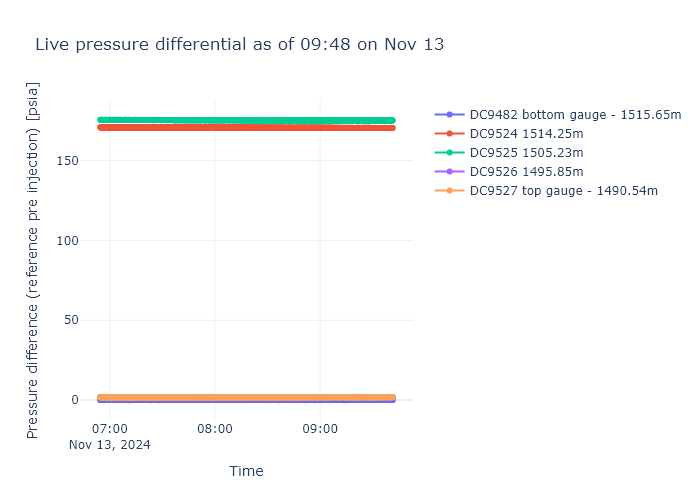 Live pressure differential as of 09:48 on Nov 13
Pressure difference (reference pre injection) [psia]
150
100
50
0
07:00
Nov 13, 2024
08:00
09:00
Time
DC9482 bottom gauge - 1515.65m
DC9524 1514.25m
DC9525 1505.23m
DC9526 1495.85m
DC9527 top gauge - 1490.54m